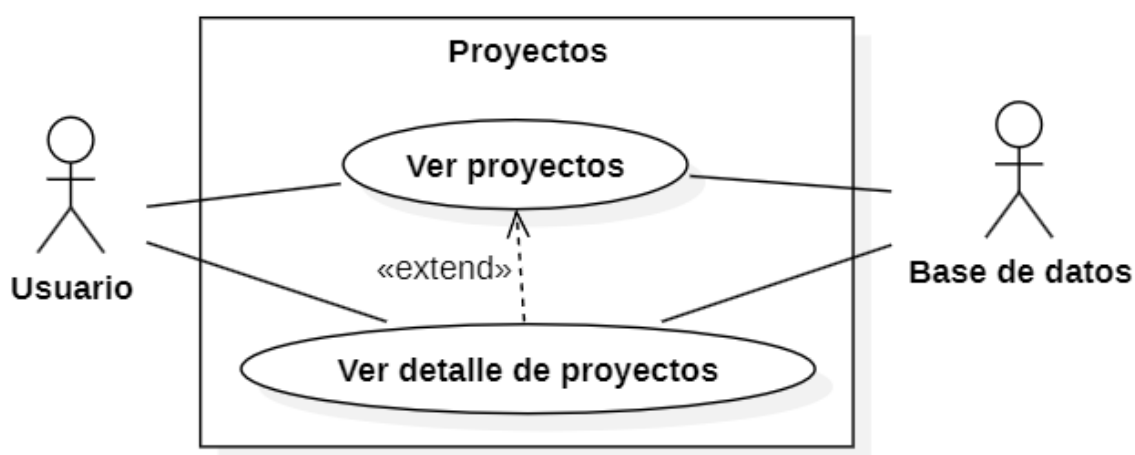 Proyectos
Ver proyectos
«extend»
Usuario
Base de datos
Ver detalle de proyectos